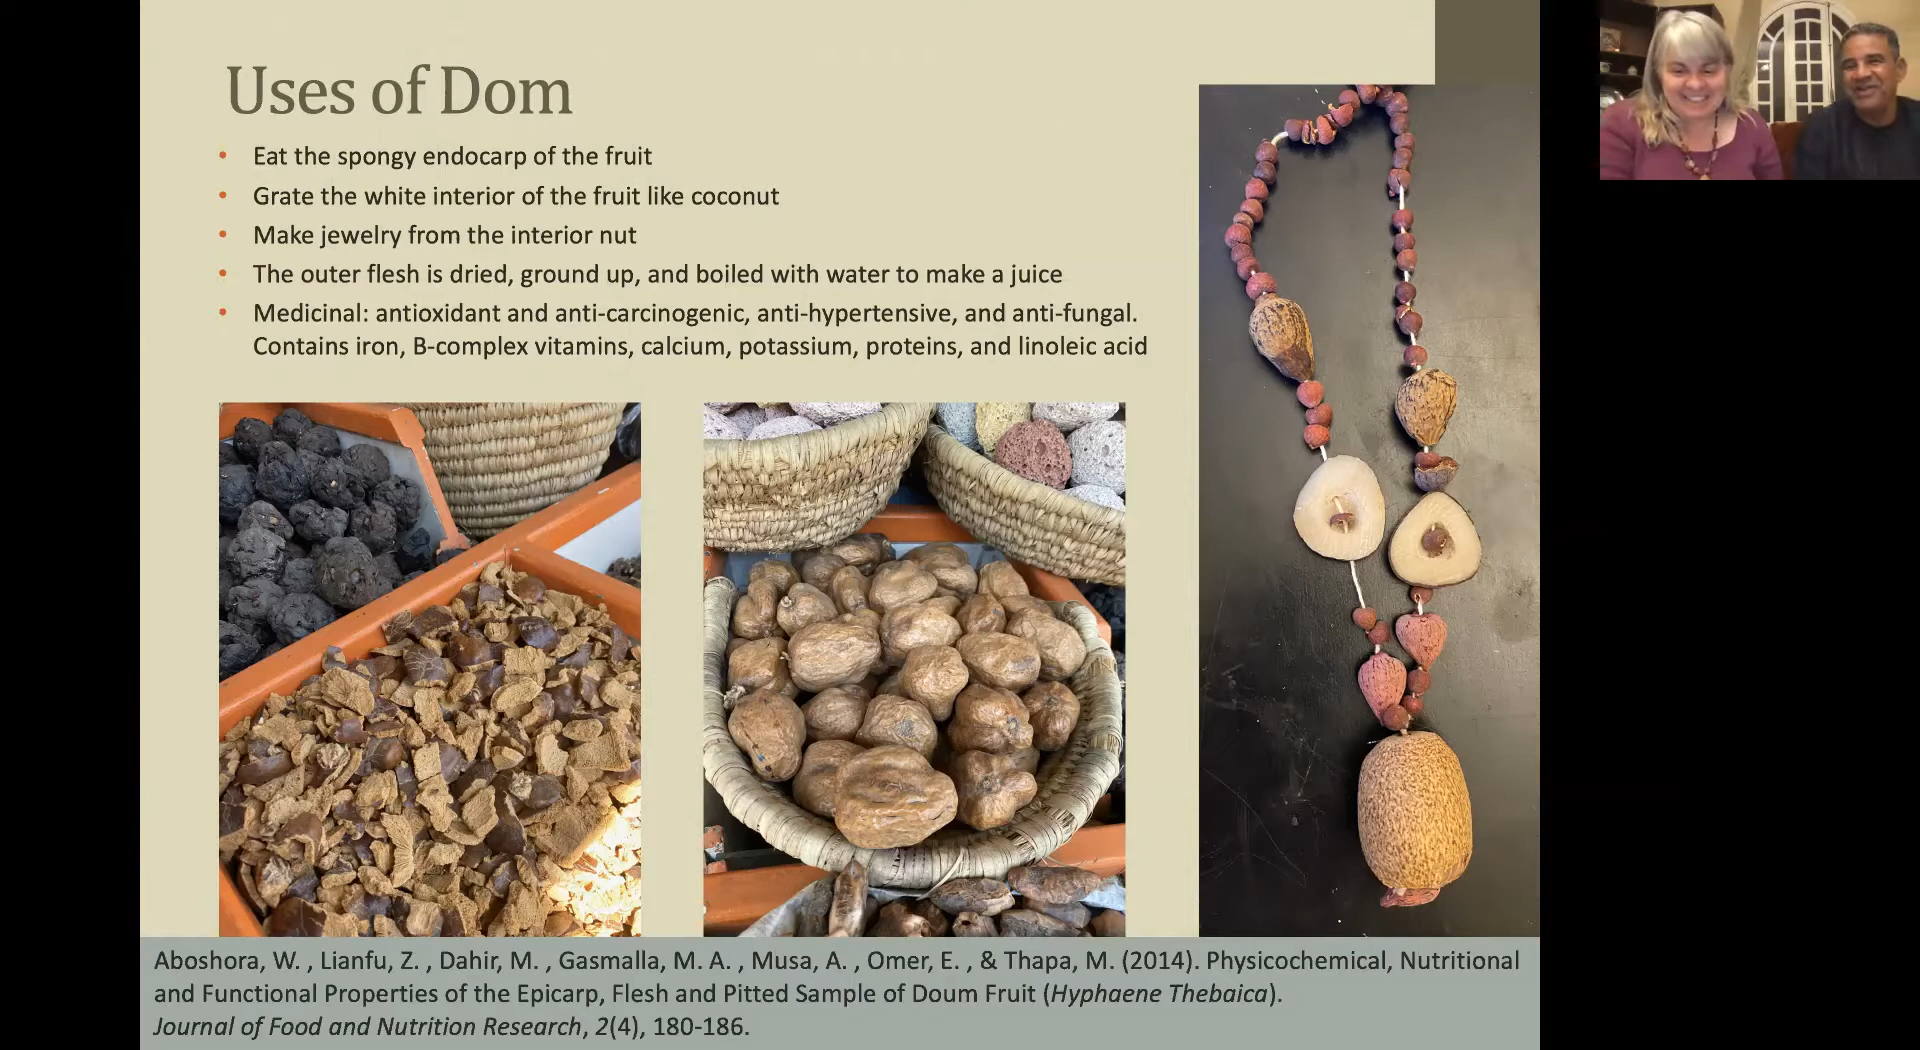 Uses of Dom
• Eat the spongy endocarp of the fruit
• Grate the white interior of the fruit like coconut
• Make jewelry from the interior nut
• The outer flesh is dried, ground up, and boiled with water to make a juice
• Medicinal: antioxidant and anti-carcinogenic, anti-hypertensive, and anti-fungal.
Contains iron, B-complex vitamins, calcium, potassium, proteins, and linoleic acid
Aboshora, W. , Lianfu, Z. , Dahir, M. , Gasmalla, M. A. , Musa, A. , Omer, E. , & Thapa, M. (2014). Physicochemical, Nutritional
and Functional Properties of the Epicarp, Flesh and Pitted Sample of Doum Fruit (Hyphaene Thebaica).
Journal of Food and Nutrition Research, 2(4), 180-186.